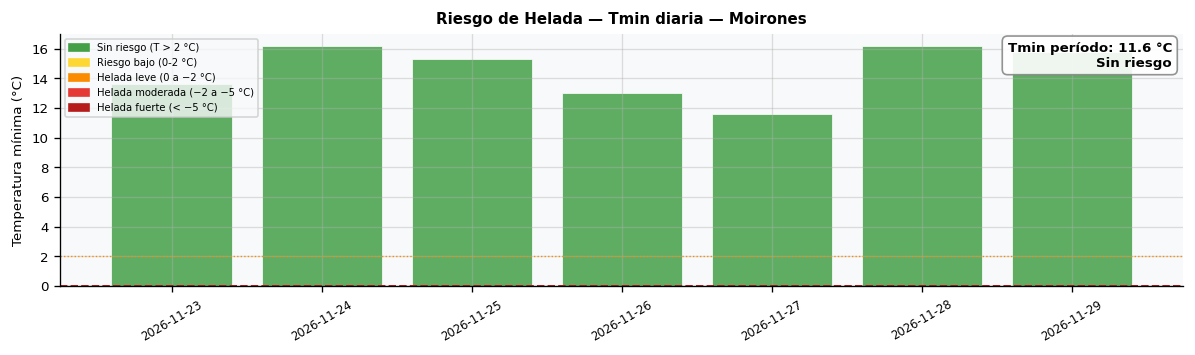 Riesgo de Helada — Tmin diaria — Moirones
Temperatura mínima (°C)
16
14
12
10
8
6
4
2
0
Sin riesgo (T > 2 °C)
Riesgo bajo (0-2 °C)
Helada leve (0 a −2 °C)
Helada moderada (−2 a −5 °C)
Helada fuerte (< −5 °C)
Tmin período: 11.6 °C
Sin riesgo
2026-11-23
2026-11-24
2026-11-25
2026-11-26
2026-11-27
2026-11-28
2026-11-29